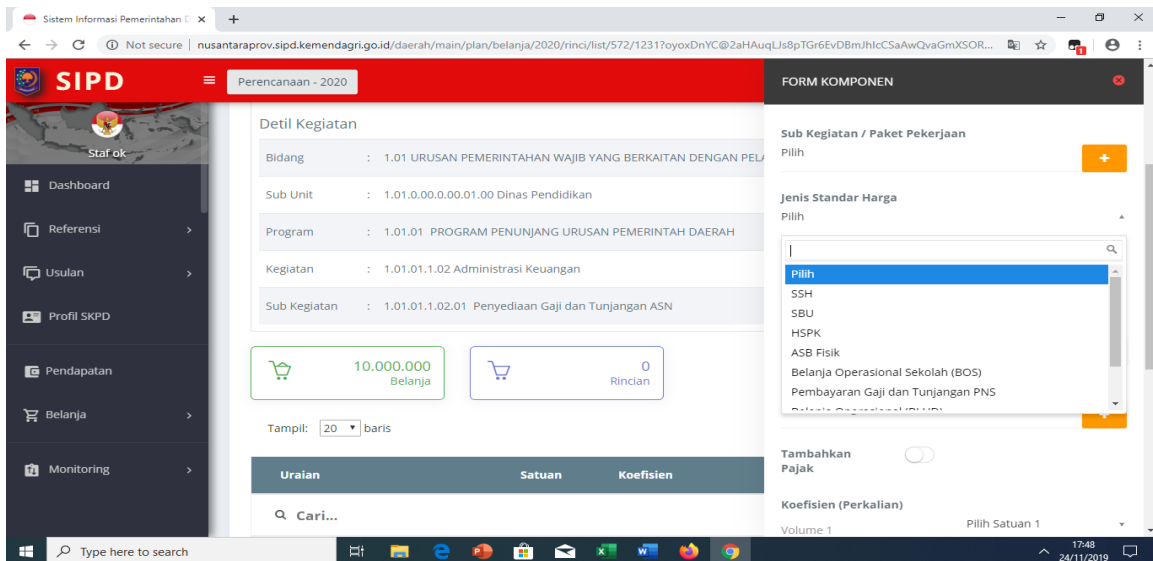 Sistem Informasi Pemerintahan D
Not secure | nusantaraprov.sipd.kemendagri.go.id/daerah/main/plan/belanja/2020/rinci/list/572/1231?oyoxDnYC@2aHAuqLJs8pTGr6EvDBmJhIcCSaAwQvaGmXSOR...
SIPD
Perencanaan - 2020
FORM KOMPONEN
Staf ok
Dashboard
Referensi
Usulan
Profil SKPD
Pendapatan
Belanja
Monitoring
Detil Kegiatan
Bidang : 1.01 URUSAN PEMERINTAHAN WAJIB YANG BERKAITAN DENGAN PELA
Sub Unit : 1.01.0.00.0.00.01.00 Dinas Pendidikan
Program : 1.01.01 PROGRAM PENUNJANG URUSAN PEMERINTAH DAERAH
Kegiatan : 1.01.01.1.02 Administrasi Keuangan
Sub Kegiatan : 1.01.01.1.02.01 Penyediaan Gaji dan Tunjangan ASN
10.000.000
Belanja
0
Rincian
Tampil: 20 baris
Uraian Satuan Koefisien
Cari...
Sub Kegiatan / Paket Pekerjaan
Pilih
Jenis Standar Harga
Pilih
Pilih
SSH
SBU
HSPK
ASB Fisik
Belanja Operasional Sekolah (BOS)
Pembayaran Gaji dan Tunjangan PNS
Belanja Operasional (BLUD)
Tambahkan
Pajak
Koefisien (Perkalian)
Volume 1 Pilih Satuan 1
Type here to search
17:48
24/11/2019